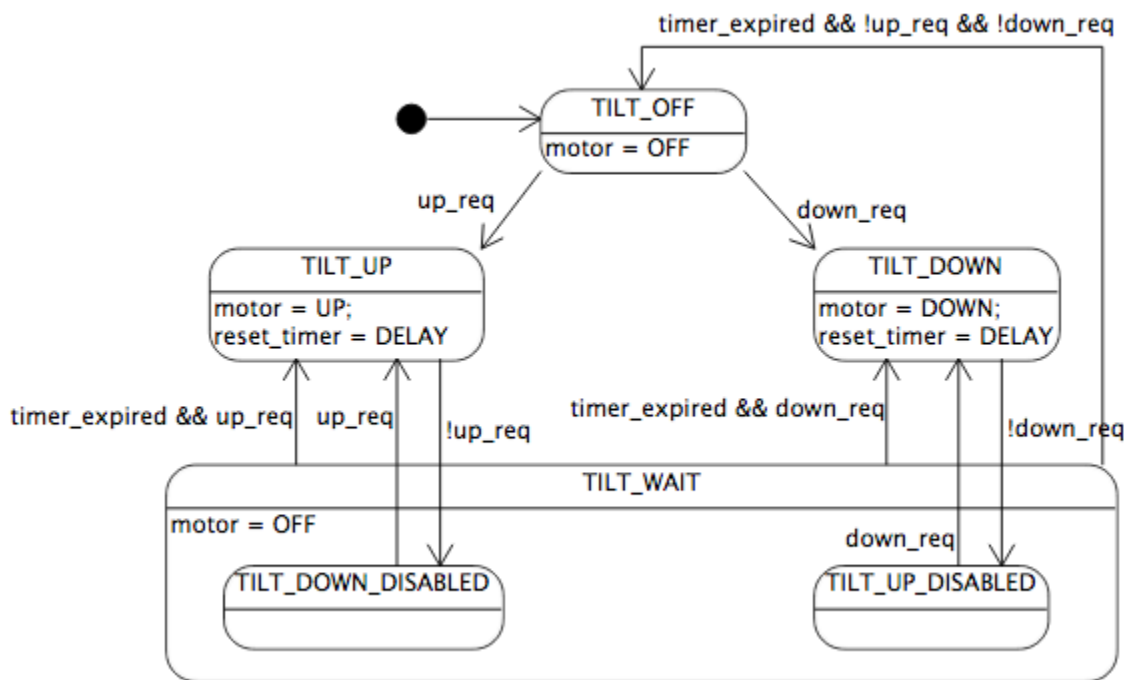 timer_expired && !up_req && !down_req
TILT_OFF
motor = OFF
up_req
down_req
TILT_UP
motor = UP;
reset_timer = DELAY
TILT_DOWN
motor = DOWN;
reset_timer = DELAY
timer_expired && up_req
up_req
!up_req
timer_expired && down_req
!down_req
TILT_WAIT
motor = OFF
down_req
TILT_DOWN_DISABLED
TILT_UP_DISABLED